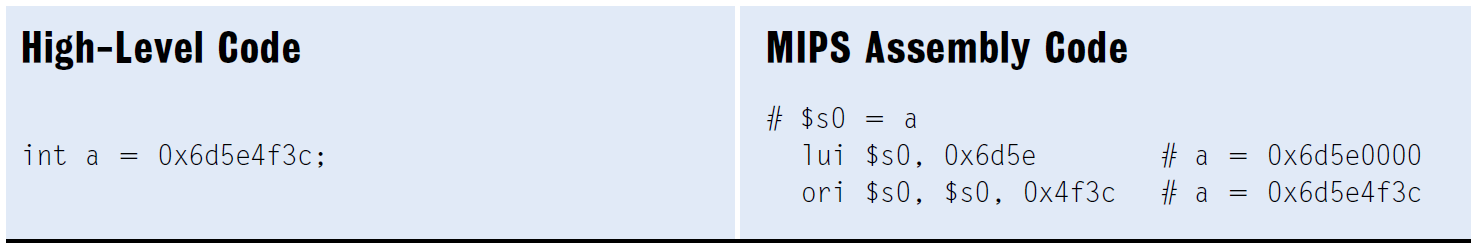 High-Level Code
int a = 0x6d5e4f3c;
MIPS Assembly Code
# $s0 = a
lui $s0, 0x6d5e # a = 0x6d5e0000
ori $s0, $s0, 0x4f3c # a = 0x6d5e4f3c